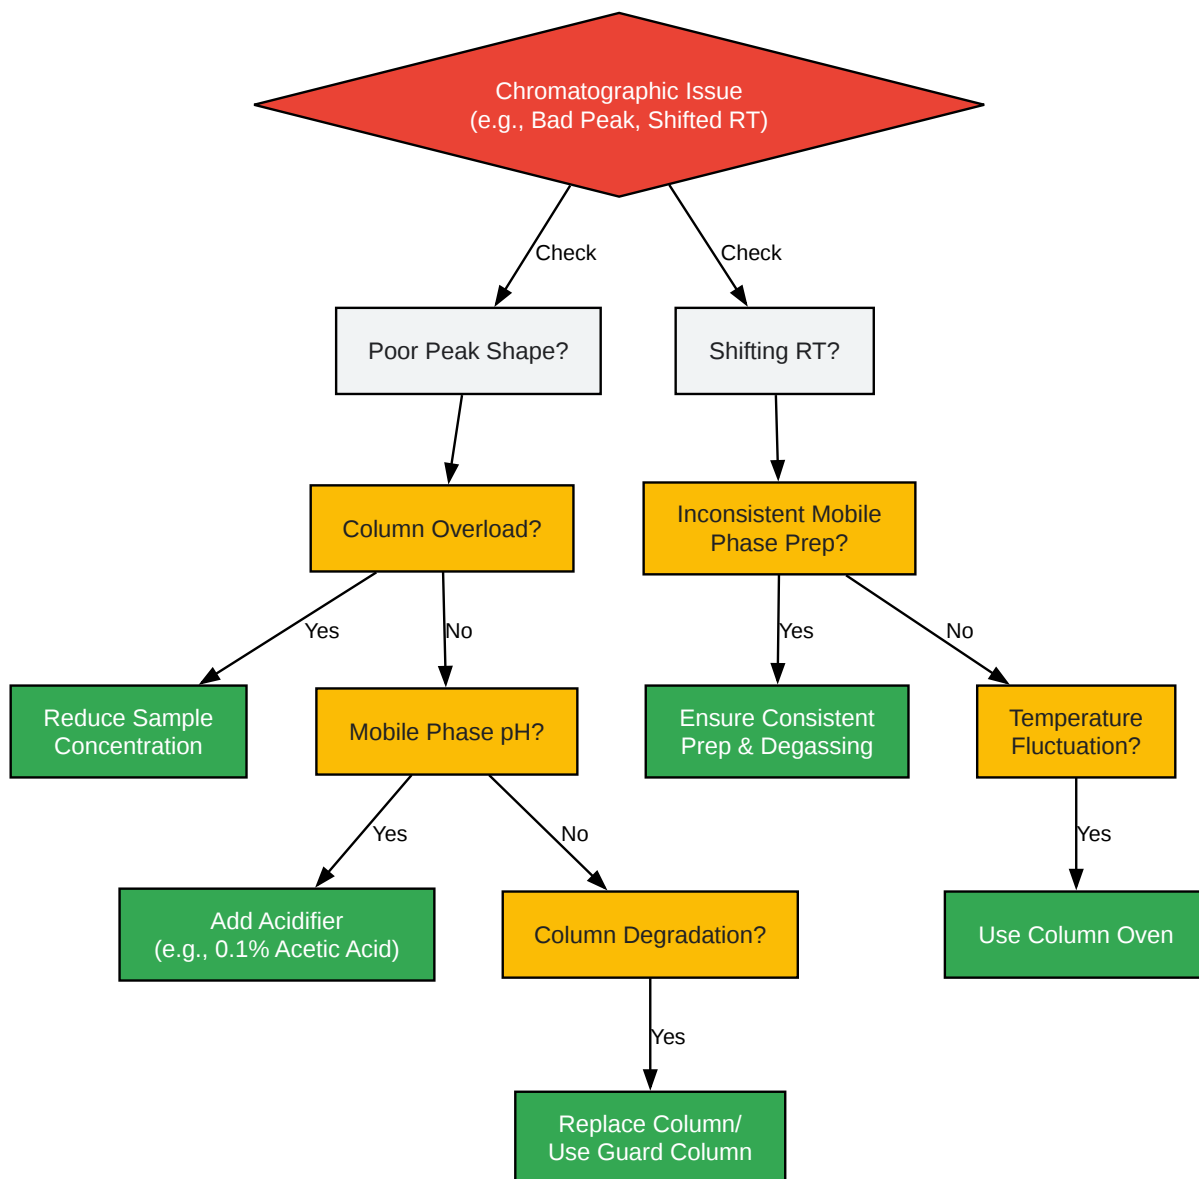 Chromatographic Issue
(e.g., Bad Peak, Shifted RT)
Check
Check
Poor Peak Shape?
Shifting RT?
Column Overload?
Inconsistent Mobile
Phase Prep?
Yes
No
Yes
No
Reduce Sample
Concentration
Mobile Phase pH?
Ensure Consistent
Prep & Degassing
Temperature
Fluctuation?
Yes
No
Yes
Add Acidifier
(e.g., 0.1% Acetic Acid)
Column Degradation?
Use Column Oven
Yes
Replace Column/
Use Guard Column